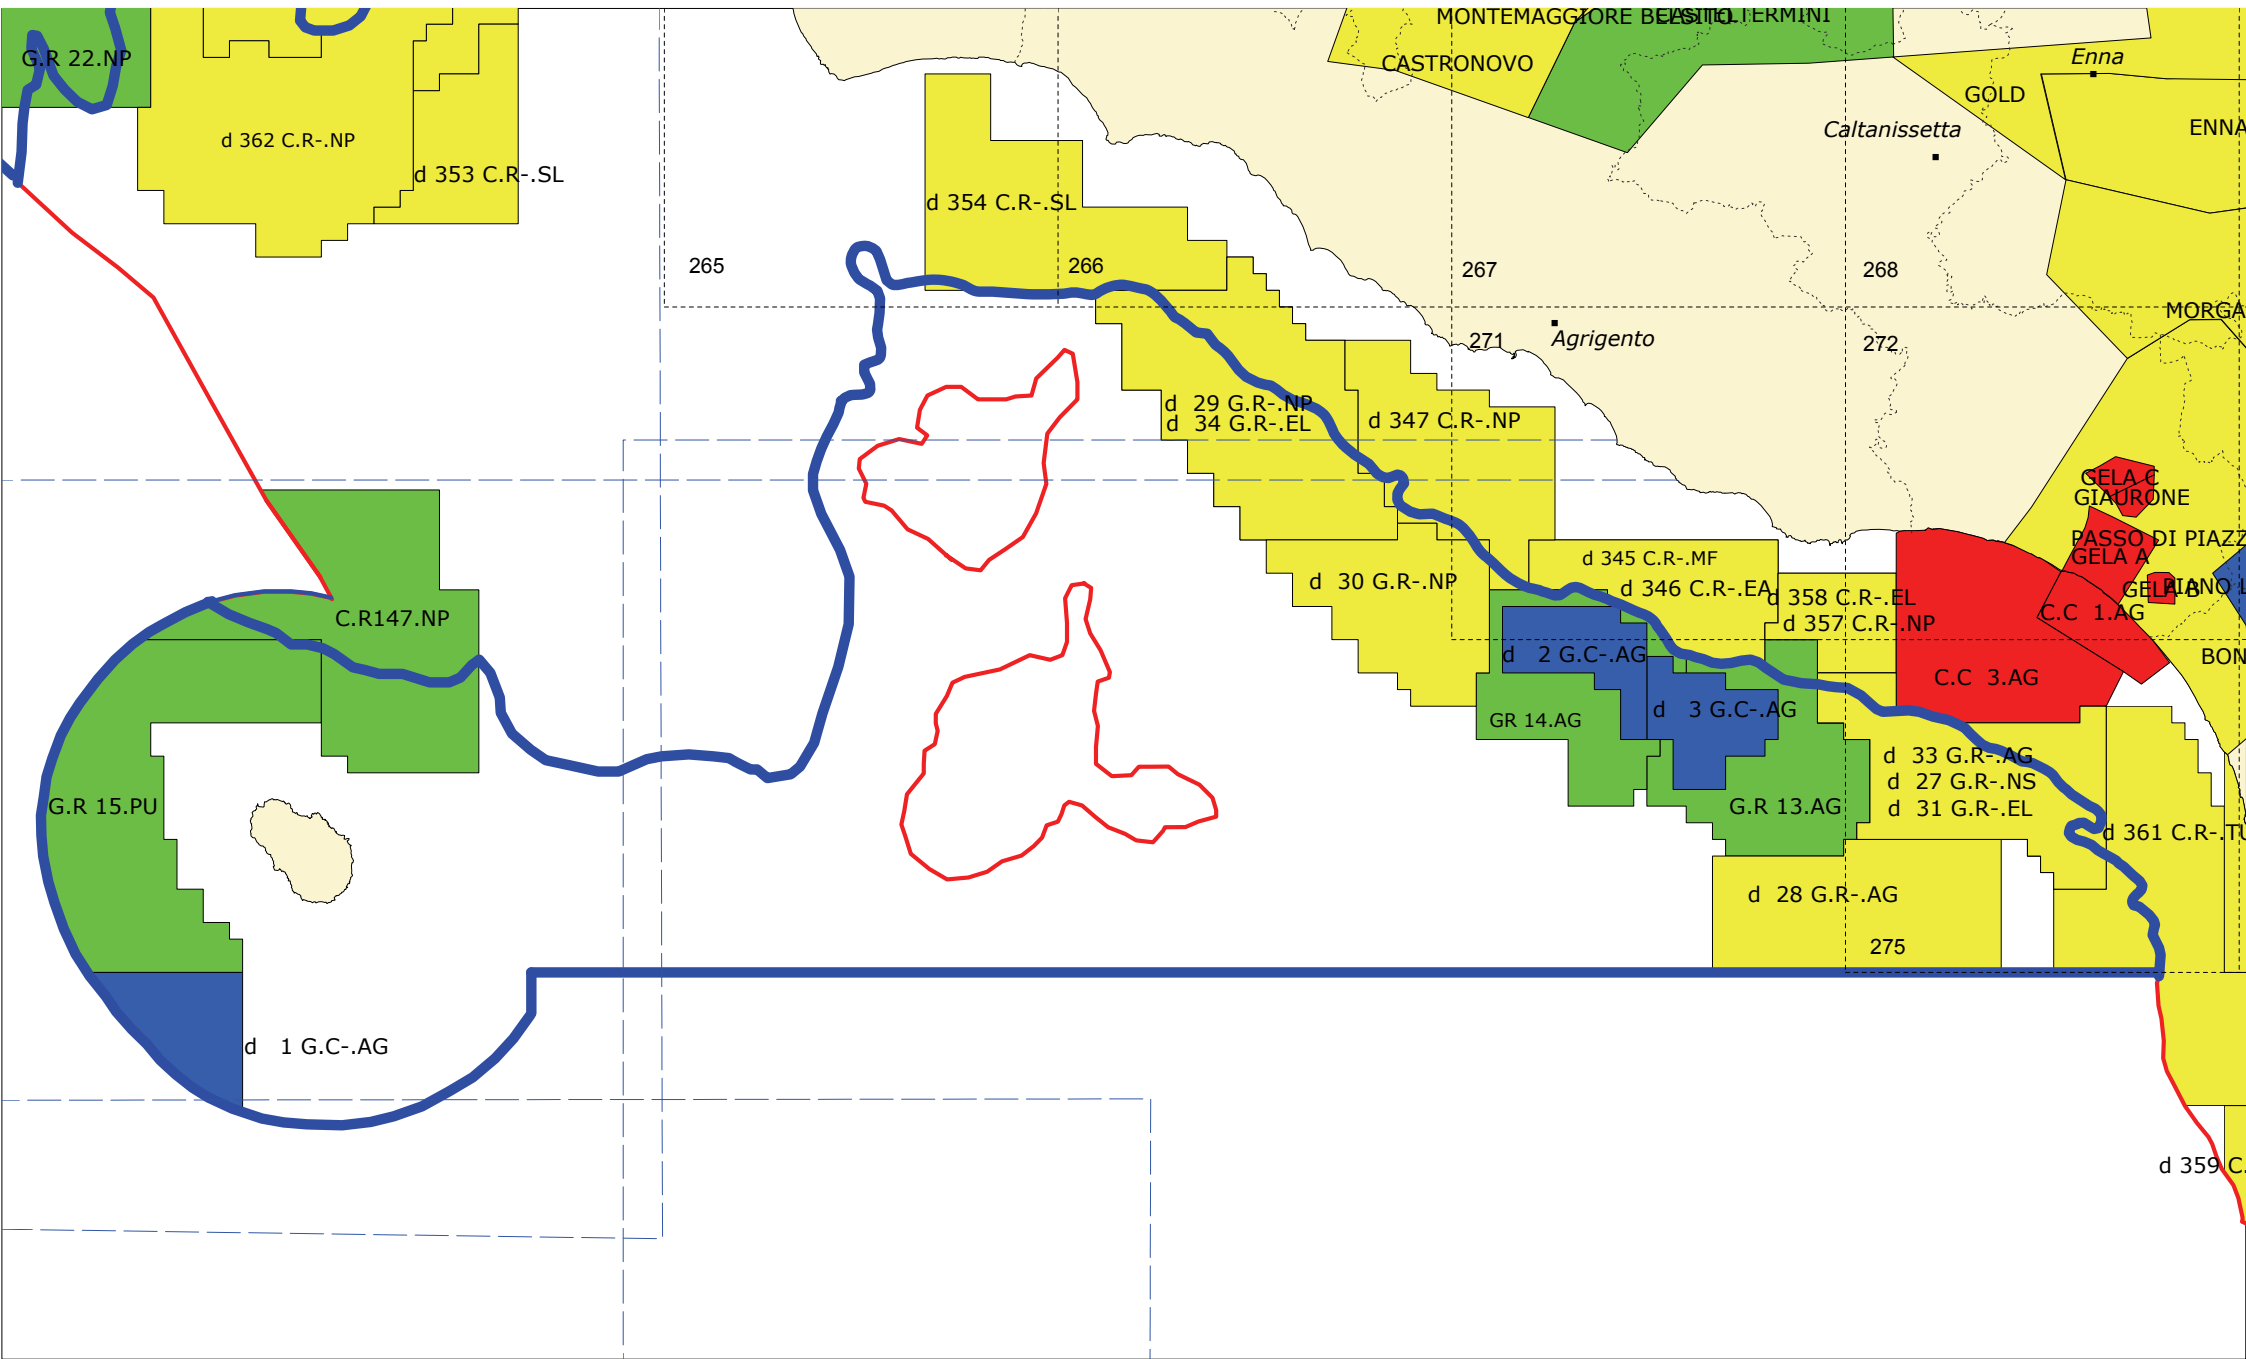 MONTEMAGGIORE BELSITO
CASTELTERMINI
G.R 22.NP
CASTRONOVO
Enna
GOLD
ENNA
Caltanissetta
d 362 C.R-.NP
d 353 C.R-.SL
d 354 C.R-.SL
265
266
267
268
MORGA
271
Agrigento
272
d 29 G.R-.NP
d 34 G.R-.EL
d 347 C.R-.NP
GELA C
GIAURONE
PASSO DI PIAZZ
GELA A
d 345 C.R-.MF
d 30 G.R-.NP
d 346 C.R-.EA
GELA B
PIANO L
d 358 C.R-.EL
d 357 C.R-.NP
C.C 1.AG
C.R147.NP
d 2 G.C-.AG
BON
C.C 3.AG
GR 14.AG
d 3 G.C-.AG
d 33 G.R-.AG
d 27 G.R-.NS
d 31 G.R-.EL
G.R 15.PU
G.R 13.AG
d 361 C.R-.TU
d 28 G.R-.AG
275
d 1 G.C-.AG
d 359 C.